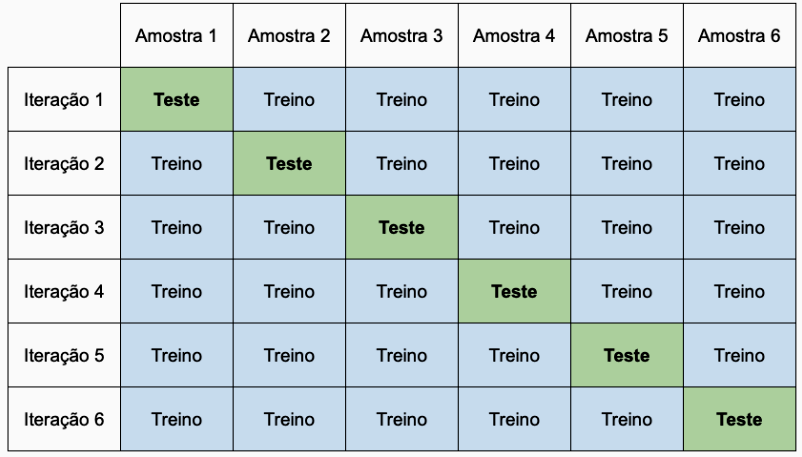 Amostra 1 Amostra 2 Amostra 3 Amostra 4 Amostra 5 Amostra 6
Iteração 1 Teste Treino Treino Treino Treino Treino
Iteração 2 Treino Teste Treino Treino Treino Treino
Iteração 3 Treino Treino Teste Treino Treino Treino
Iteração 4 Treino Treino Treino Teste Treino Treino
Iteração 5 Treino Treino Treino Treino Teste Treino
Iteração 6 Treino Treino Treino Treino Treino Teste